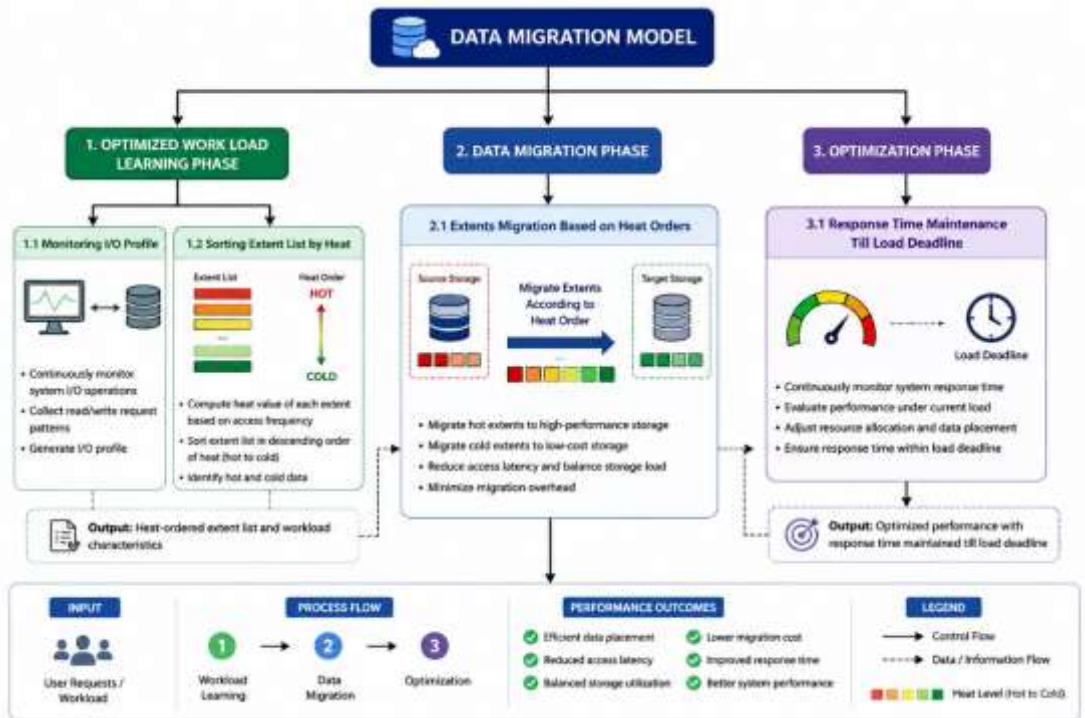 DATA MIGRATION MODEL
1. OPTIMIZED WORK LOAD
LEARNING PHASE
1.1 Monitoring I/O Profile
• Continuously monitor
system I/O operations
• Collect read/write request
patterns
• Generate I/O profile
1.2 Sorting Extent List by Heat
Extent List
Heat Order
HOT
COLD
• Compute heat value of each extent
based on access frequency
• Sort extent list in descending order
of heat (hot to cold)
• Identify hot and cold data
Output: Heat-ordered extent list and workload
characteristics
2. DATA MIGRATION PHASE
2.1 Extents Migration Based on Heat Orders
Source Storage
Migrate Extents
According to
Heat Order
Target Storage
• Migrate hot extents to high-performance storage
• Migrate cold extents to low-cost storage
• Reduce access latency and balance storage load
• Minimize migration overhead
3. OPTIMIZATION PHASE
3.1 Response Time Maintenance
Till Load Deadline
Load Deadline
• Continuously monitor system response time
• Evaluate performance under current load
• Adjust resource allocation and data placement
• Ensure response time within load deadline
Output: Optimized performance with
response time maintained till load deadline
INPUT
User Requests /
Workload
PROCESS FLOW
1
2
3
Workload
Learning
Data
Migration
Optimization
PERFORMANCE OUTCOMES
Efficient data placement
Reduced access latency
Balanced storage utilization
Lower migration cost
Improved response time
Better system performance
LEGEND
Control Flow
Data / Information Flow
Heat Level (Hot to Cold)